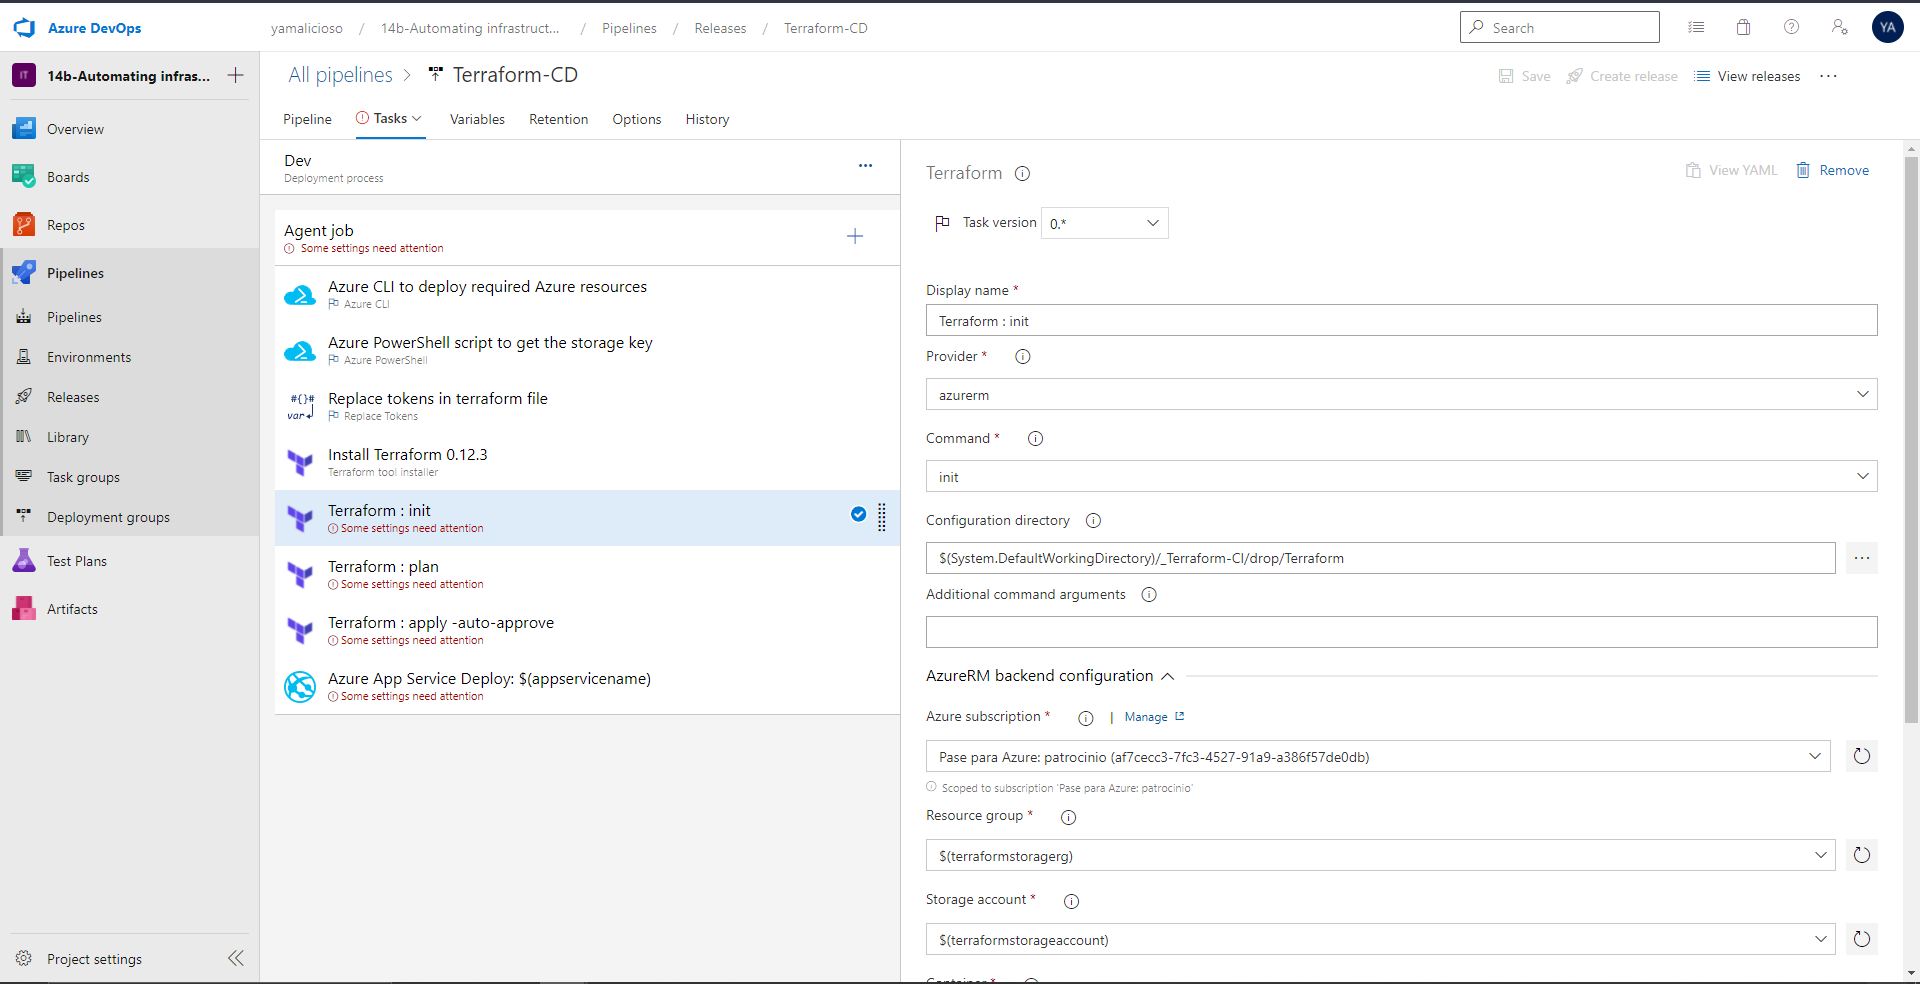 Azure DevOps
yamalicioso / 14b-Automating infrastruct... / Pipelines / Releases / Terraform-CD
Search
YA
IT
14b-Automating infras...
Overview
Boards
Repos
Pipelines
Pipelines
Environments
Releases
Library
Task groups
Deployment groups
Test Plans
Artifacts
Project settings
All pipelines > Terraform-CD
Save
Create release
View releases
...
Pipeline
Tasks
Variables
Retention
Options
History
Dev
Deployment process
Agent job
Some settings need attention
Azure CLI to deploy required Azure resources
Azure CLI
Azure PowerShell script to get the storage key
Azure PowerShell
#{}#
var
Replace tokens in terraform file
Replace Tokens
Install Terraform 0.12.3
Terraform tool installer
Terraform : init
Some settings need attention
Terraform : plan
Some settings need attention
Terraform : apply -auto-approve
Some settings need attention
Azure App Service Deploy: $(appservicename)
Some settings need attention
Terraform
View YAML
Remove
Task version 0.*
Display name *
Terraform : init
Provider *
azurerm
Command *
init
Configuration directory
$(System.DefaultWorkingDirectory)/_Terraform-CI/drop/Terraform
Additional command arguments
AzureRM backend configuration
Azure subscription * | Manage
Pase para Azure: patrocinio (af7cecc3-7fc3-4527-91a9-a386f57de0db)
Scoped to subscription 'Pase para Azure: patrocinio'
Resource group *
$(terraformstoragerg)
Storage account *
$(terraformstorageaccount)
Container *